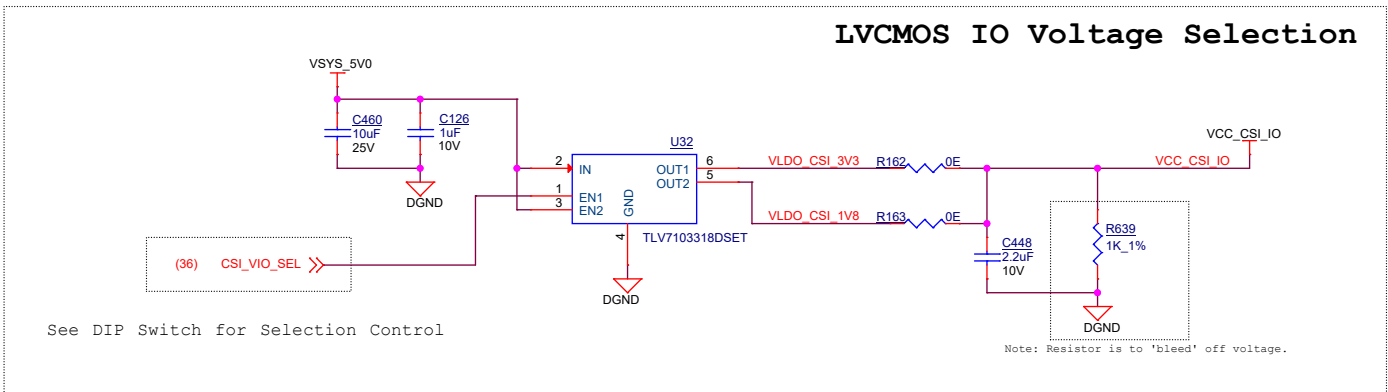 LVCMOS IO Voltage Selection
VSYS_5V0
C460
10uF
25V
C126
1uF
10V
DGND
U32
2
IN
1
EN1
3
EN2
GND
4
OUT1
6
OUT2
5
TLV7103318DSET
DGND
VLDO_CSI_3V3
R162
0E
VLDO_CSI_1V8
R163
0E
VCC_CSI_IO
VCC_CSI_IO
C448
2.2uF
10V
R639
1K_1%
DGND
Note: Resistor is to 'bleed' off voltage.
(36) CSI_VIO_SEL
See DIP Switch for Selection Control